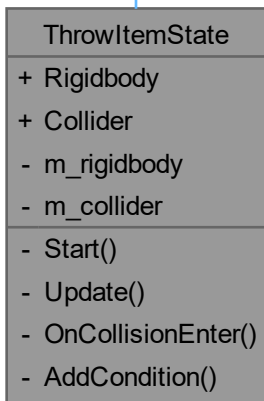 ThrowItemState
+ Rigidbody
+ Collider
- m_rigidbody
- m_collider
- Start()
- Update()
- OnCollisionEnter()
- AddCondition()